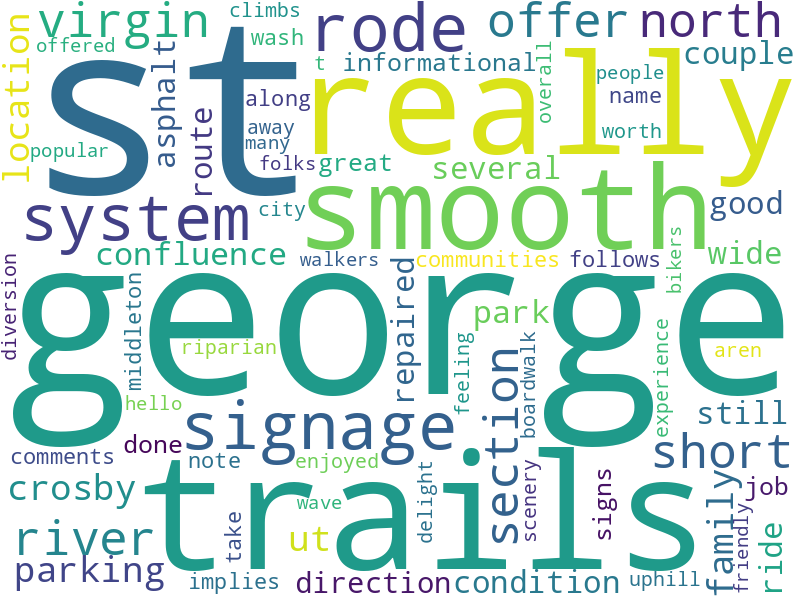 climbs
virgin
offered
rode
offer
north
wash
couple
t
informational
location
st
really
asphalt
overall
people
along
name
route
away
many
worth
popular
folks
great
several
smooth
good
system
city
confluence
walkers
communities
follows
bikers
wide
diversion
george
middleton
repaired
park
riparian
aren
feeling
boardwalk
experience
hello
signage
section
still
done
short
comments
note
enjoyed
trails
crosby
delight
scenery
signs
family
friendly
job
wave
river
take
ut
ride
parking
implies
direction
condition
uphill